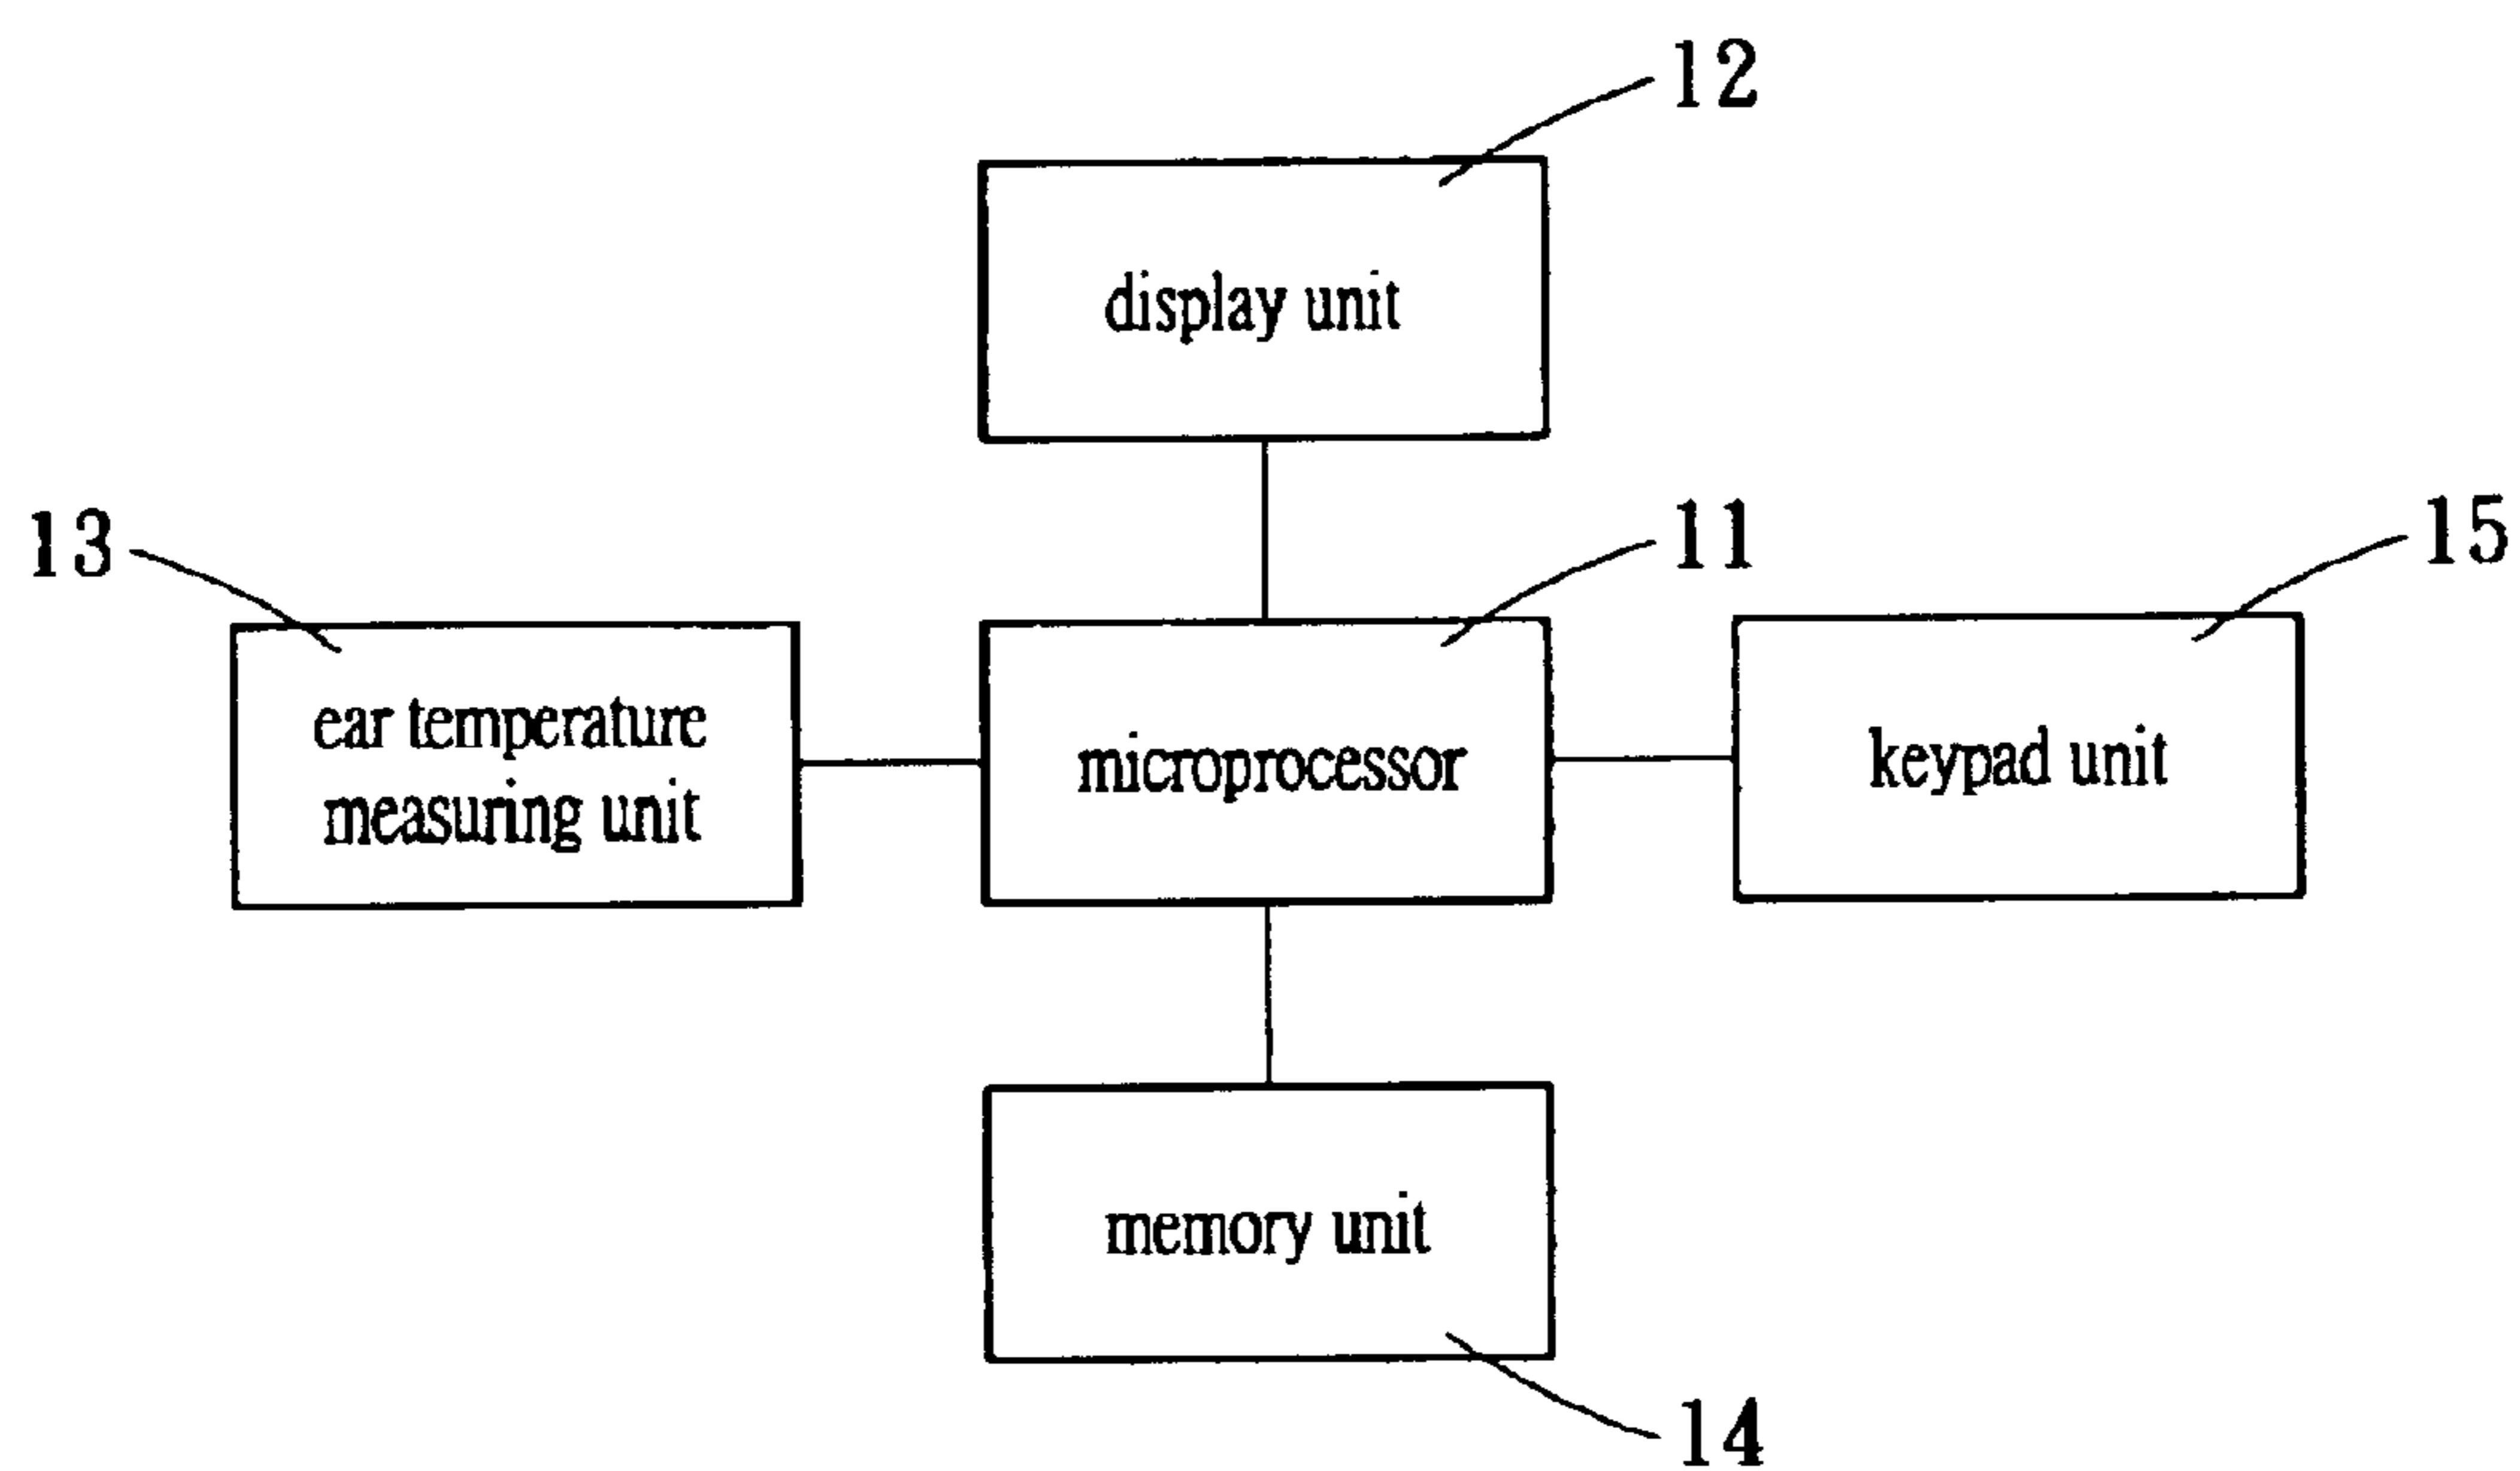 12
display unit
13
11
15
ear temperature
measuring unit
microprocessor
keypad unit
memory unit
14